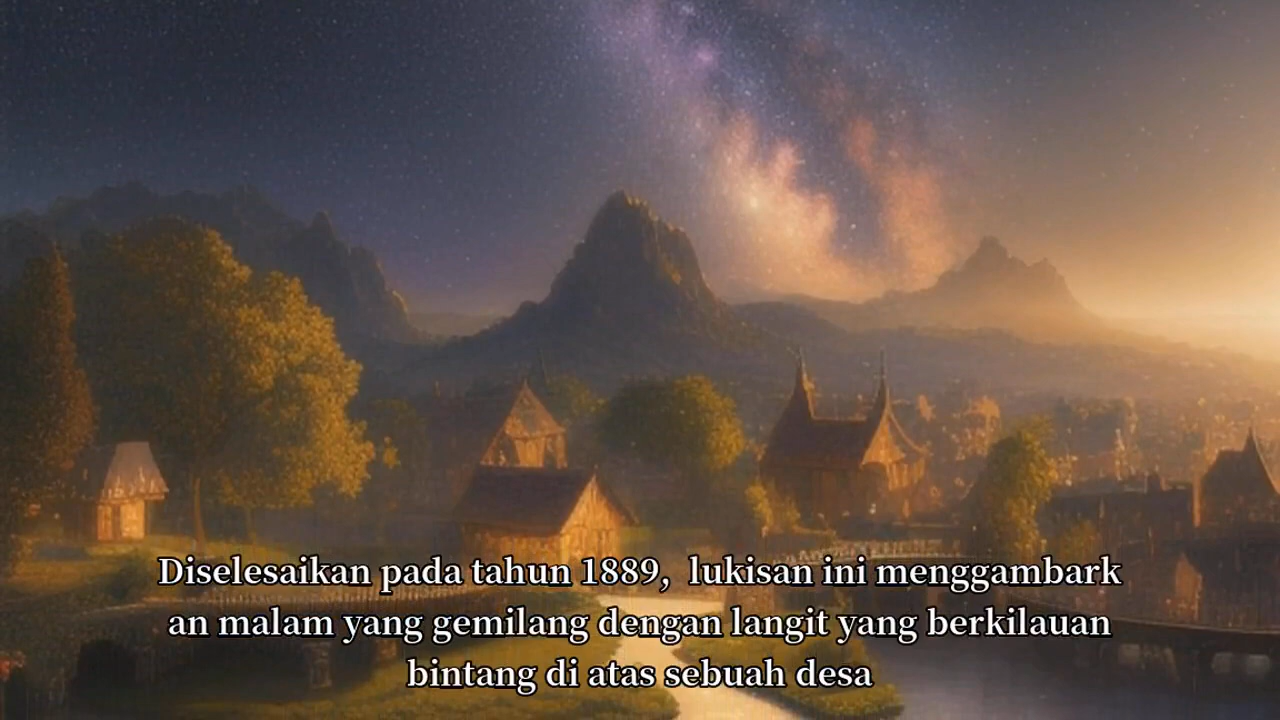 Diselesaikan pada tahun 1889, lukisan ini menggambark
an malam yang gemilang dengan langit yang berkilauan
bintang di atas sebuah desa